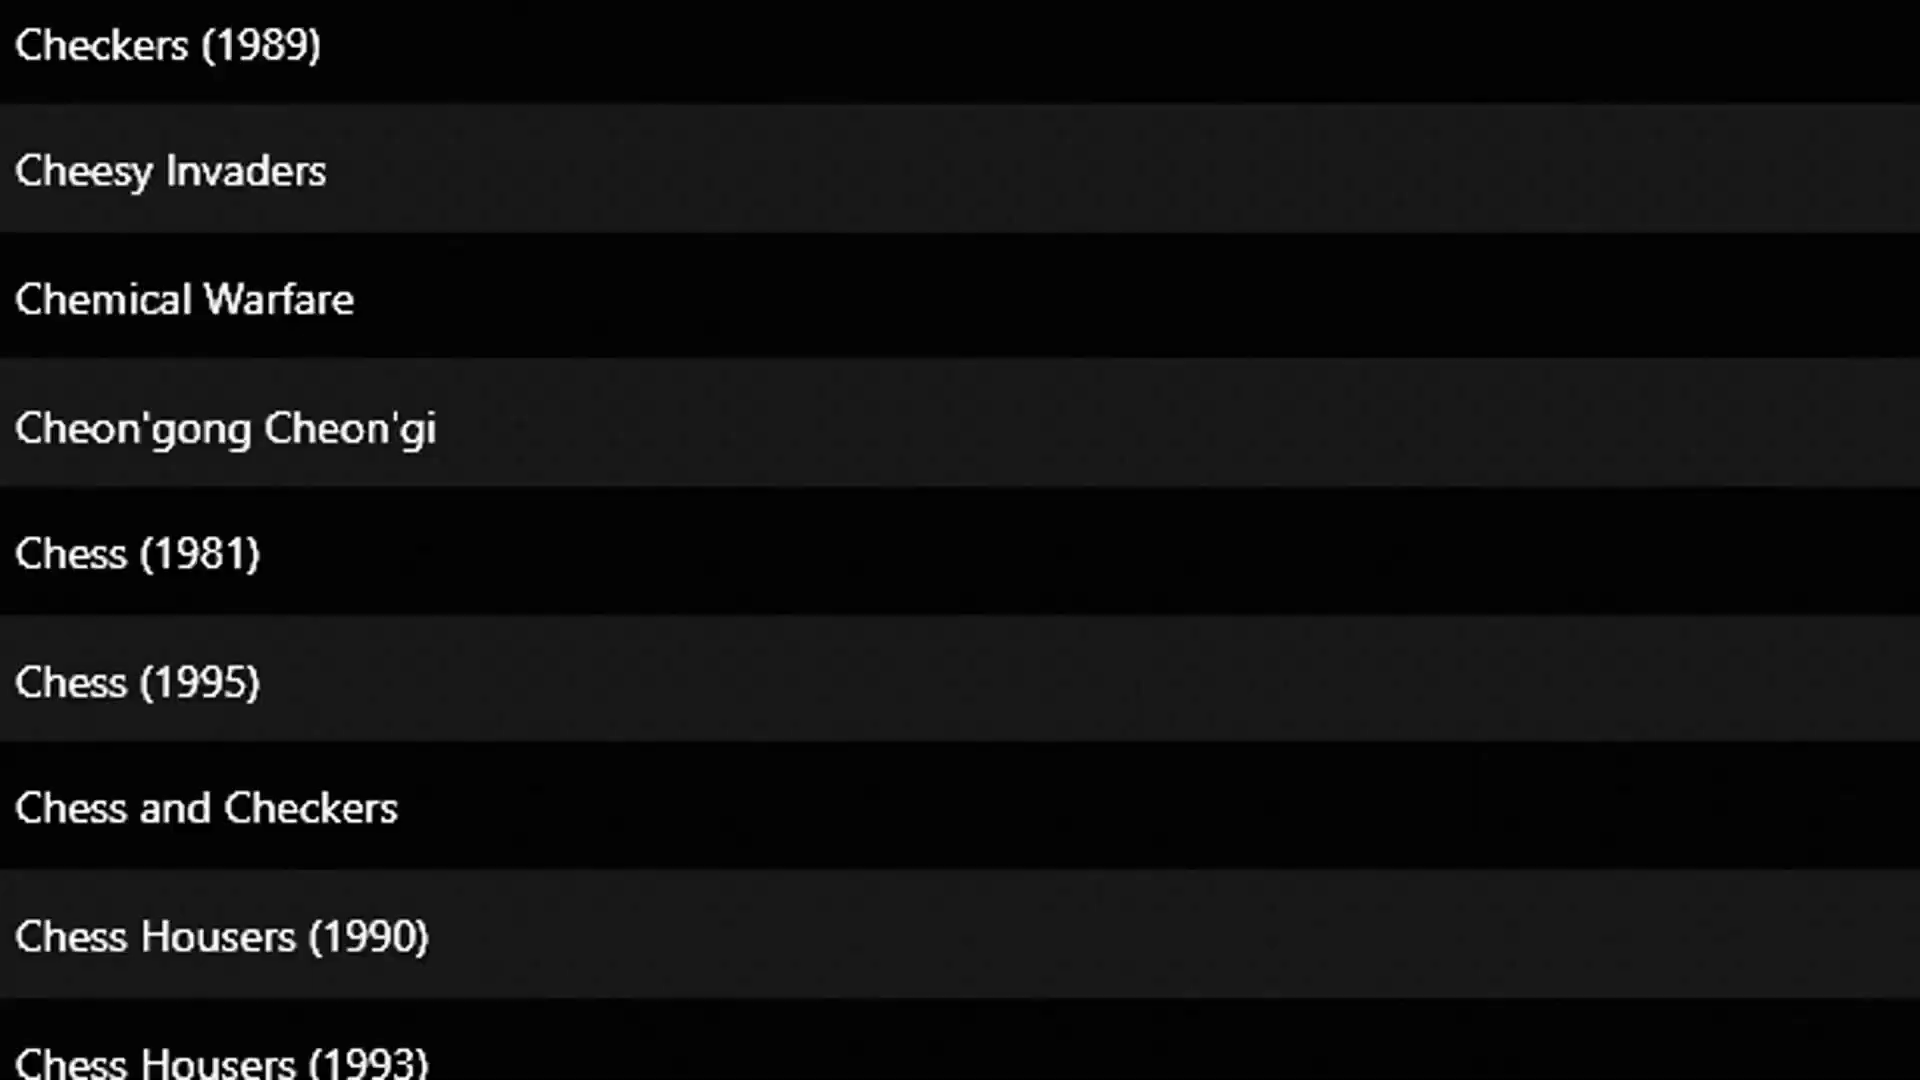 Checkers (1989)
Cheesy Invaders
Chemical Warfare
Cheon'gong Cheon'gi
Chess (1981)
Chess (1995)
Chess and Checkers
Chess Housers (1990)
Chess Housers (1993)